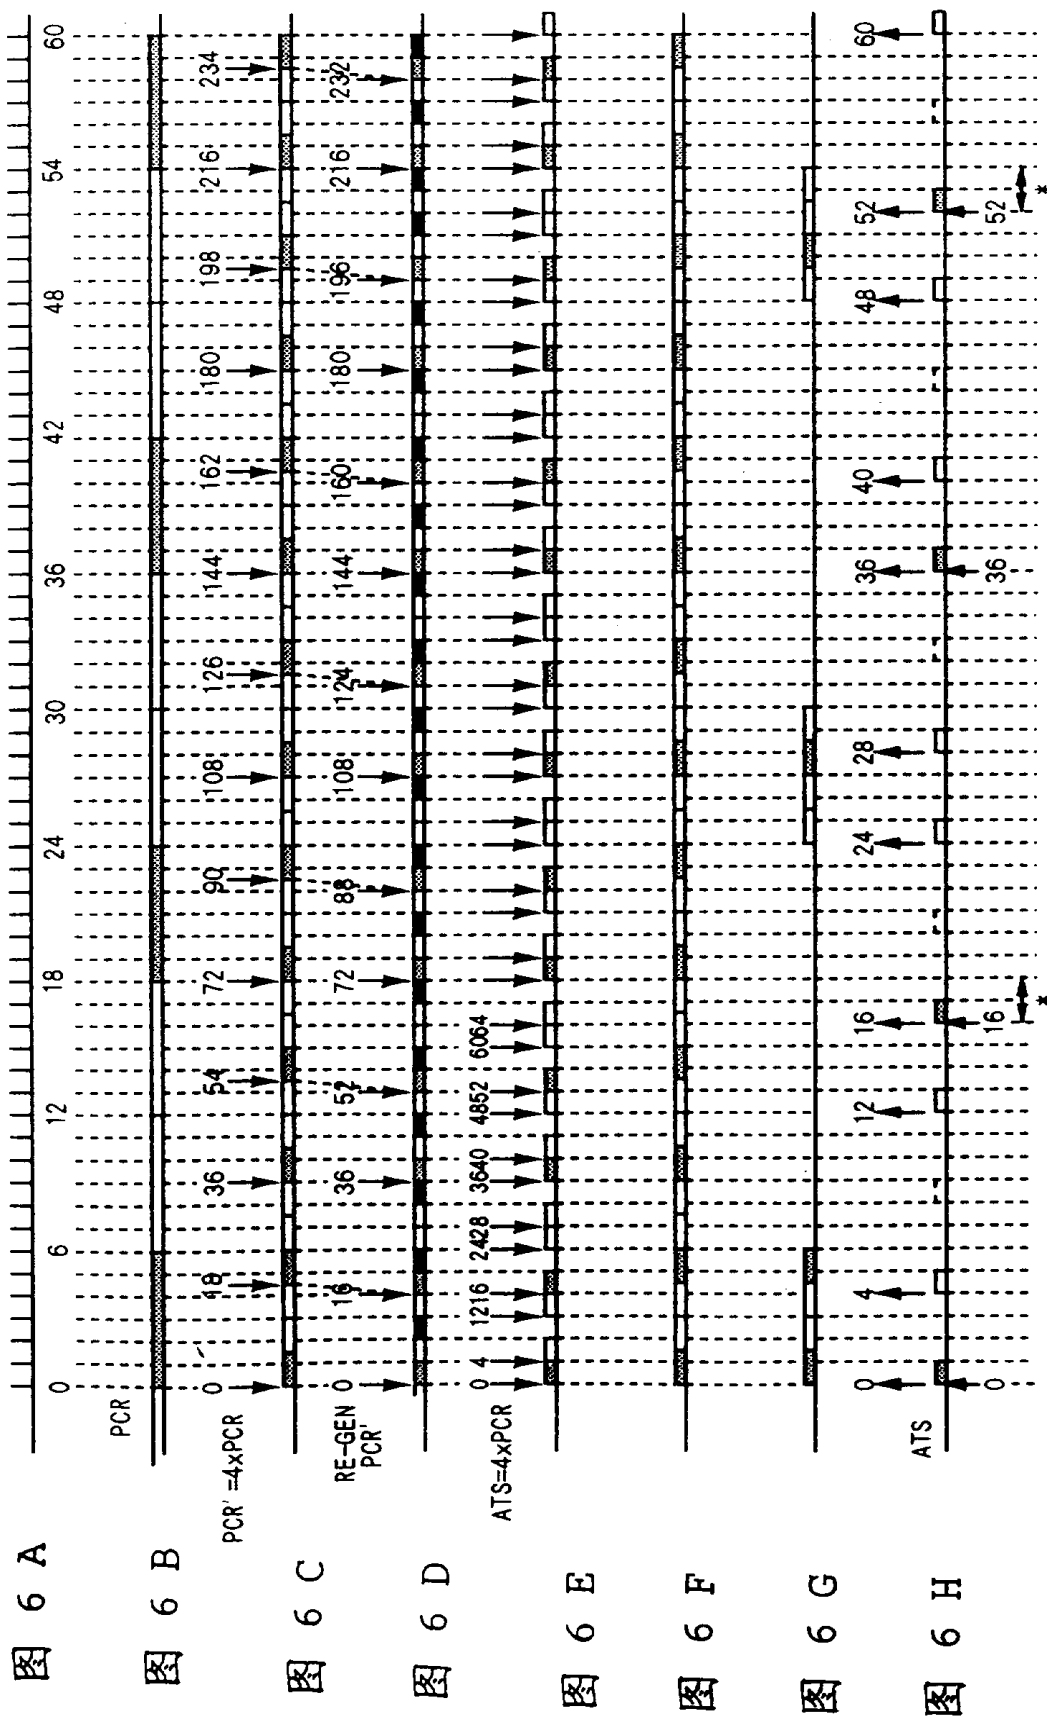 图 6 A
0 6 12 18 24 30 36 42 48 54 60
图 6 B
PCR
图 6 C
PCR' =4xPCR
0 18 36 54 72 90 108 126 144 162 180 198 216 234
图 6 D
RE-GEN
PCR'
0 16 36 52 72 88 108 124 144 160 180 196 216 232
图 6 E
ATS=4xPCR
0 4 1216 2428 3640 4852 6064
图 6 F
图 6 G
图 6 H
ATS
0 4 12 16 24 28 36 40 48 52 60
0 16 36 52
* *